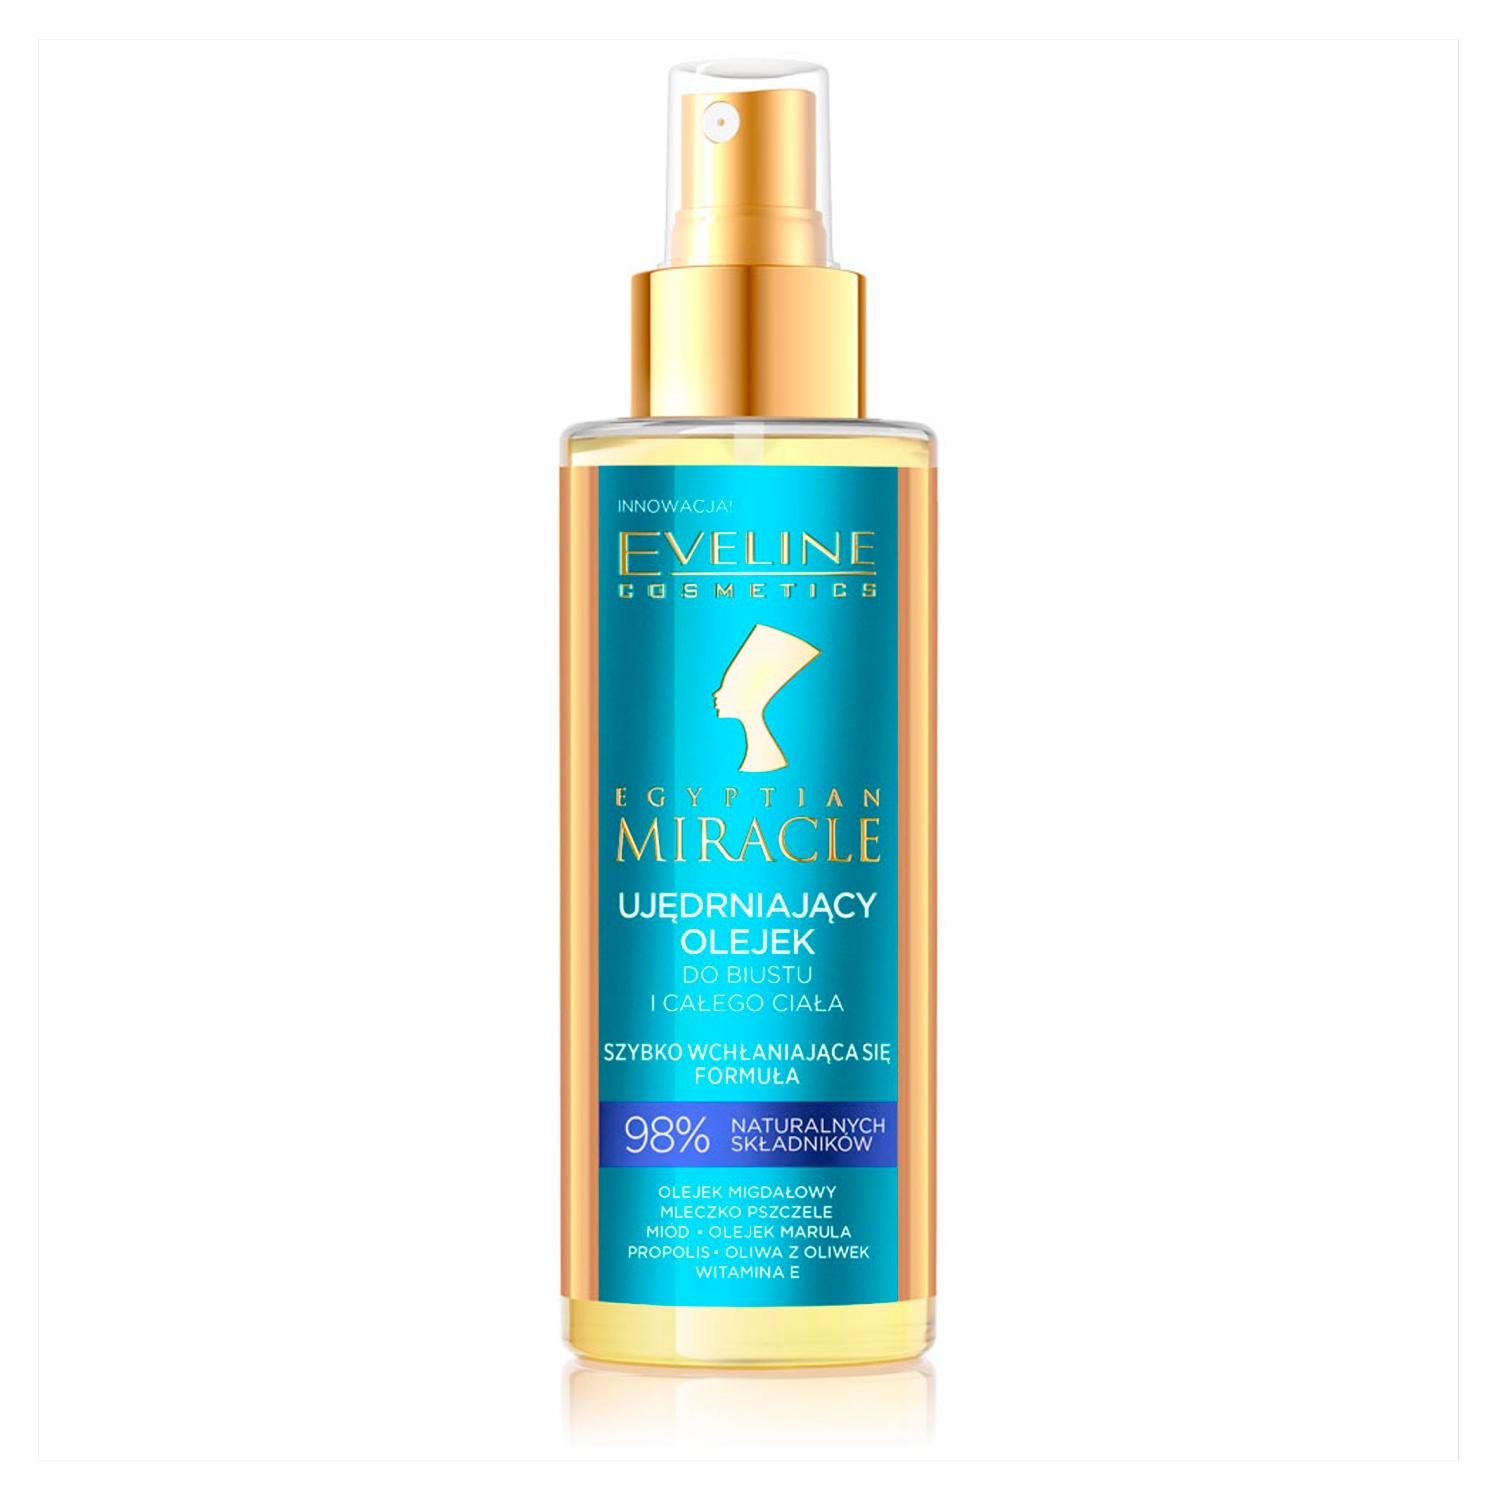 INNOWACJA!
EVELINE
COSMETICS
EGYPTIAN
MIRACLE
UJĘDRNIAJĄCY
OLEJEK
DO BIUSTU
I CAŁEGO CIAŁA
SZYBKO WCHŁANIAJĄCA SIĘ
FORMUŁA
98% NATURALNYCH
SKŁADNIKÓW
OLEJEK MIGDAŁOWY
MLECZKO PSZCZELE
MIÓD • OLEJEK MARULA
PROPOLIS • OLIWA Z OLIWEK
WITAMINA E